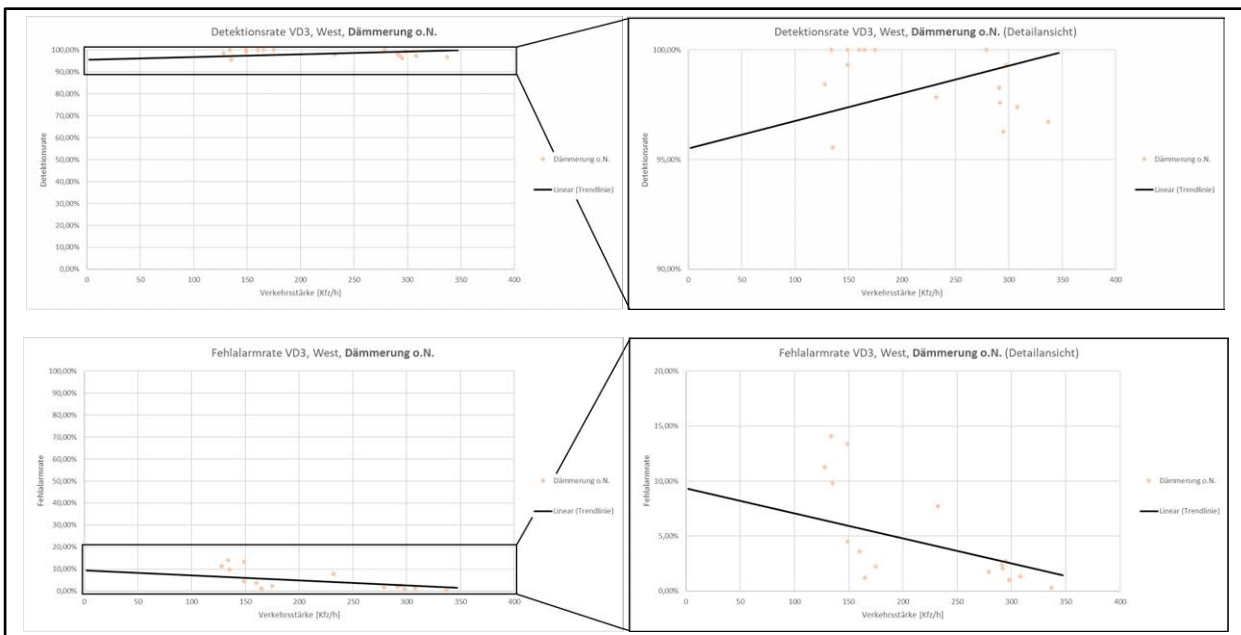 Detektionsrate VD3, West, Dämmerung o.N.
100,00%
90,00%
80,00%
70,00%
60,00%
50,00%
40,00%
30,00%
20,00%
10,00%
0,00%
Detektionsrate
0 50 100 150 200 250 300 350 400
Verkehrsstärke [Kfz/h]
Dämmerung o.N.
Linear (Trendlinie)
Detektionsrate VD3, West, Dämmerung o.N. (Detailansicht)
100,00%
95,00%
90,00%
Detektionsrate
0 50 100 150 200 250 300 350 400
Verkehrsstärke [Kfz/h]
Dämmerung o.N.
Linear (Trendlinie)
Fehlalarmrate VD3, West, Dämmerung o.N.
100,00%
90,00%
80,00%
70,00%
60,00%
50,00%
40,00%
30,00%
20,00%
10,00%
0,00%
Fehlalarmrate
0 50 100 150 200 250 300 350 400
Verkehrsstärke [Kfz/h]
Dämmerung o.N.
Linear (Trendlinie)
Fehlalarmrate VD3, West, Dämmerung o.N. (Detailansicht)
20,00%
15,00%
10,00%
5,00%
0,00%
Fehlalarmrate
0 50 100 150 200 250 300 350 400
Verkehrsstärke [Kfz/h]
Dämmerung o.N.
Linear (Trendlinie)